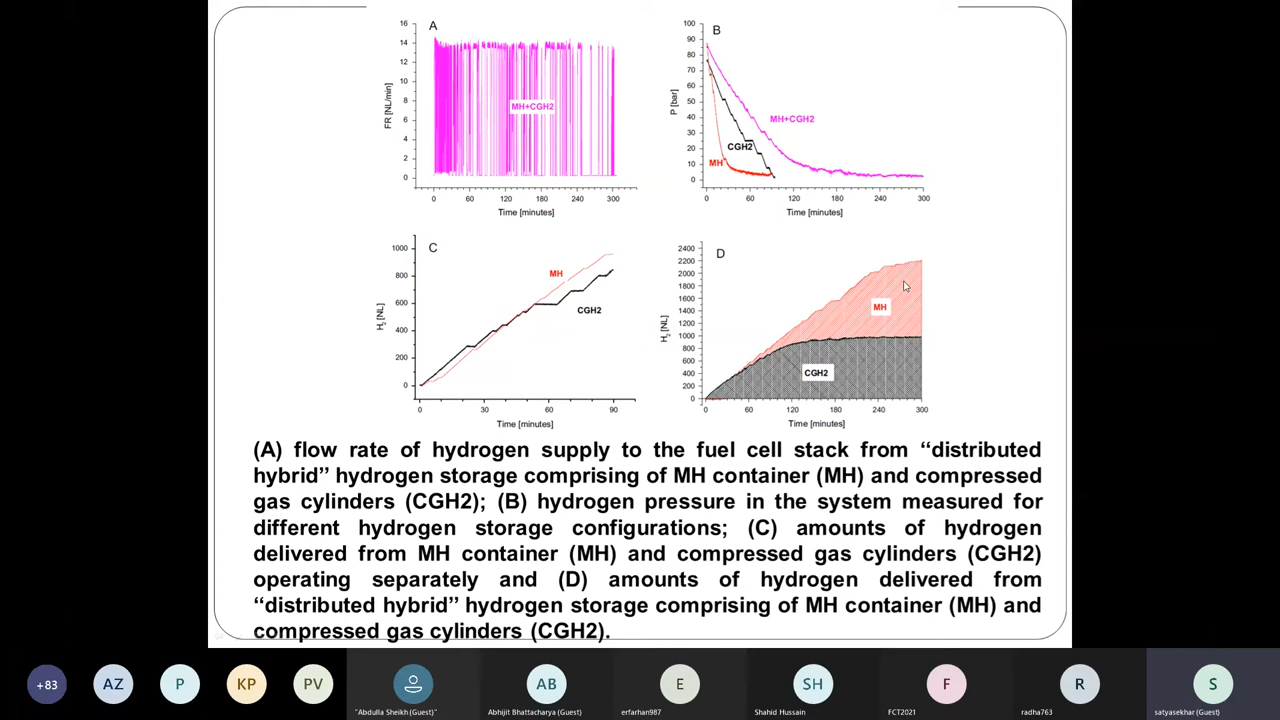 A
16
14
12
10
8
6
4
2
0
FR [NL/min]
MH+CGH2
0 60 120 180 240 300
Time [minutes]
B
100
90
80
70
60
50
40
30
20
10
0
P [bar]
MH+CGH2
CGH2
MH
0 60 120 180 240 300
Time [minutes]
C
1000
800
600
400
200
0
H2 [NL]
MH
CGH2
0 30 60 90
Time [minutes]
D
2400
2200
2000
1800
1600
1400
1200
1000
800
600
400
200
0
H2 [NL]
MH
CGH2
0 60 120 180 240 300
Time [minutes]
(A) flow rate of hydrogen supply to the fuel cell stack from “distributed
hybrid” hydrogen storage comprising of MH container (MH) and compressed
gas cylinders (CGH2); (B) hydrogen pressure in the system measured for
different hydrogen storage configurations; (C) amounts of hydrogen
delivered from MH container (MH) and compressed gas cylinders (CGH2)
operating separately and (D) amounts of hydrogen delivered from
“distributed hybrid” hydrogen storage comprising of MH container (MH) and
compressed gas cylinders (CGH2).
+83 AZ P KP PV AB E SH F R S
"Abdulla Sheikh (Guest)" Abhijit Bhattacharya (Guest) erfarhan987 Shahid Hussain FCT2021 radha763 satyasekhar (Guest)